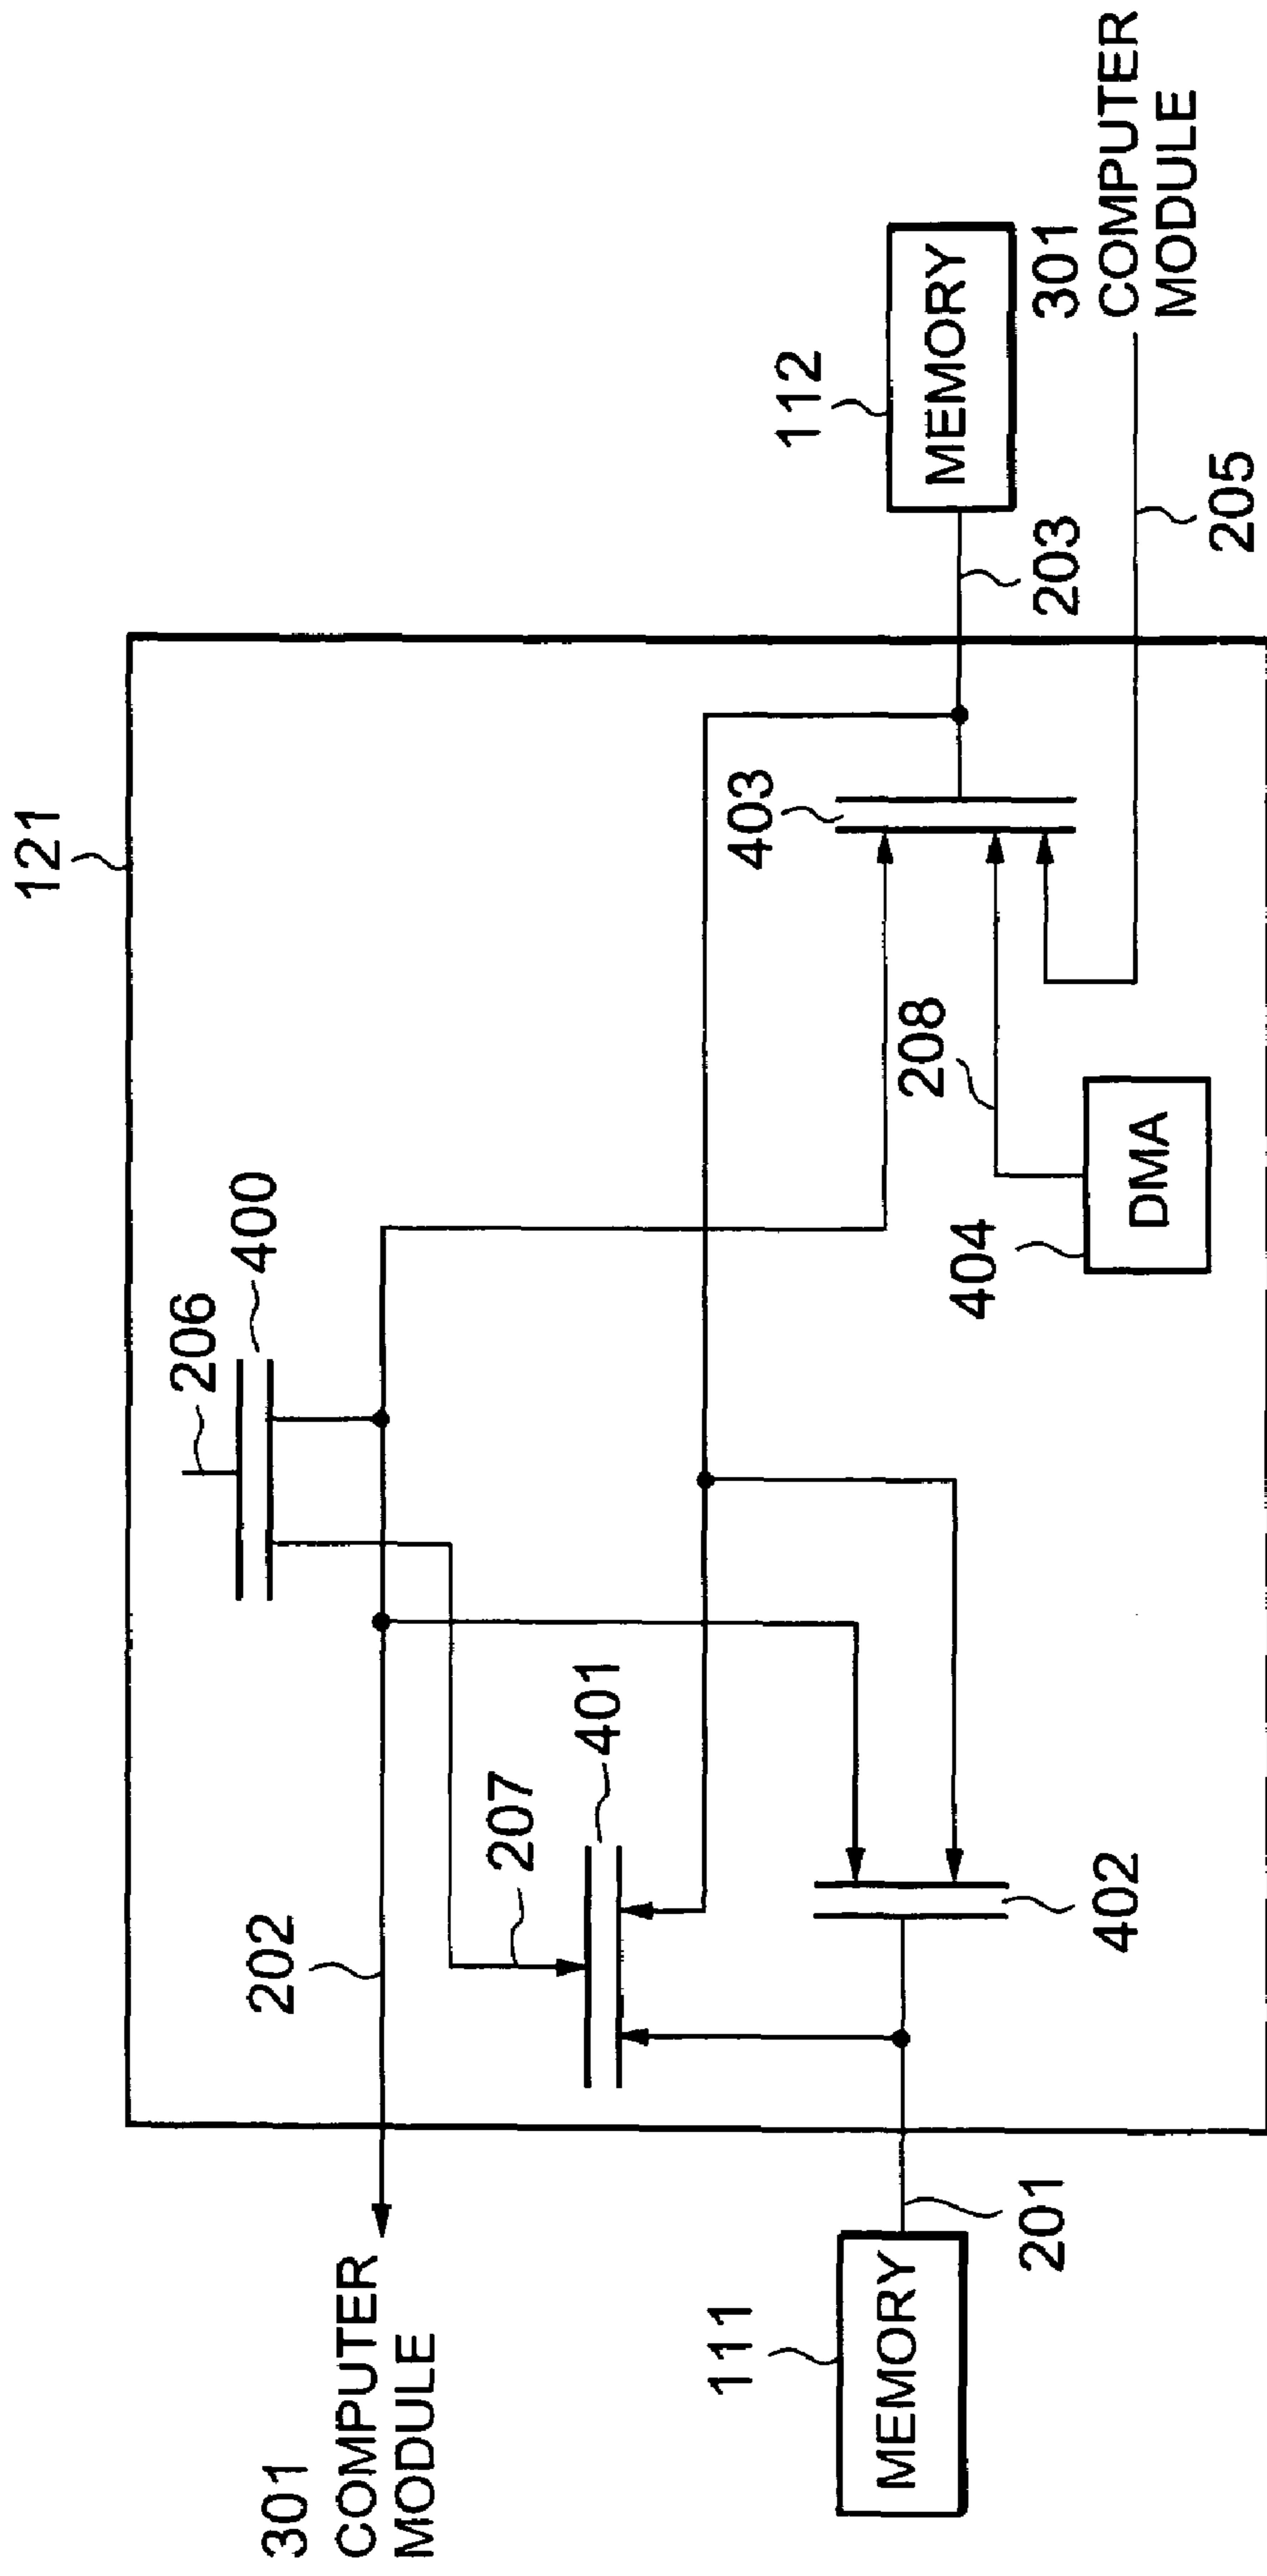 121
206
400
202
207
401
402
403
208
404
DMA
301
COMPUTER
MODULE
111
MEMORY
201
112
MEMORY
203
301
COMPUTER
MODULE
205